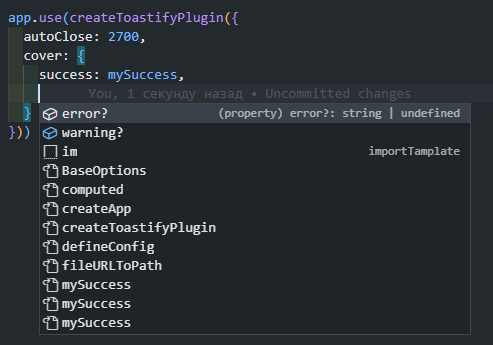 app.use(createToastifyPlugin({
autoClose: 2700,
cover: {
success: mySuccess,
You, 1 секунду назад • Uncommitted changes
}
}))
error? (property) error?: string | undefined
warning?
im importTamplate
BaseOptions
computed
createApp
createToastifyPlugin
defineConfig
fileURLToPath
mySuccess
mySuccess
mySuccess